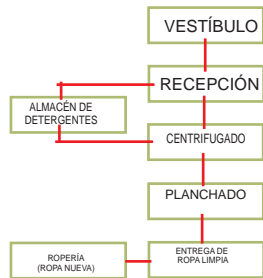 VESTÍBULO
RECEPCIÓN
ALMACÉN DE
DETERGENTES
CENTRIFUGADO
PLANCHADO
ENTREGA DE
ROPA LIMPIA
ROPERÍA
(ROPA NUEVA)